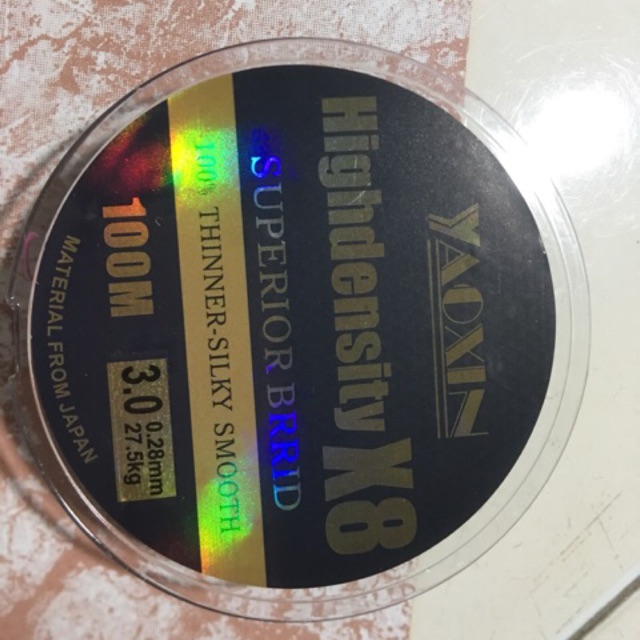 YAOXIN
Highdensity X8
SUPERIOR BRRID
100% THINNER-SILKY SMOOTH
100M
3.0 0.28mm
27.5kg
MATERIAL FROM JAPAN